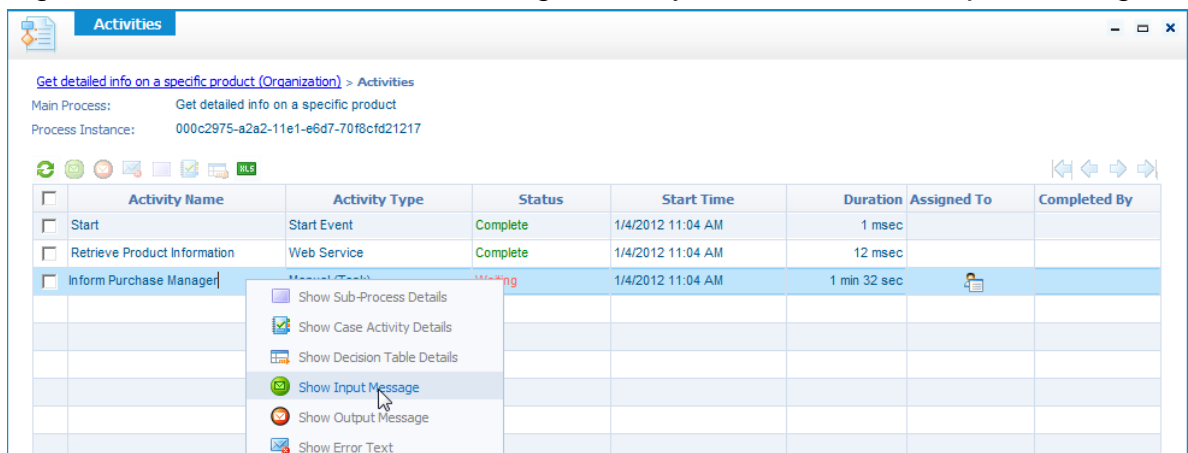 Activities
Get detailed info on a specific product (Organization) > Activities
Main Process: Get detailed info on a specific product
Process Instance: 000c2975-a2a2-11e1-e6d7-70f8cfd21217
XLS
Activity Name Activity Type Status Start Time Duration Assigned To Completed By
Start Start Event Complete 1/4/2012 11:04 AM 1 msec
Retrieve Product Information Web Service Complete 1/4/2012 11:04 AM 12 msec
Inform Purchase Manager Manual (Task) Waiting 1/4/2012 11:04 AM 1 min 32 sec
Show Sub-Process Details
Show Case Activity Details
Show Decision Table Details
Show Input Message
Show Output Message
Show Error Text